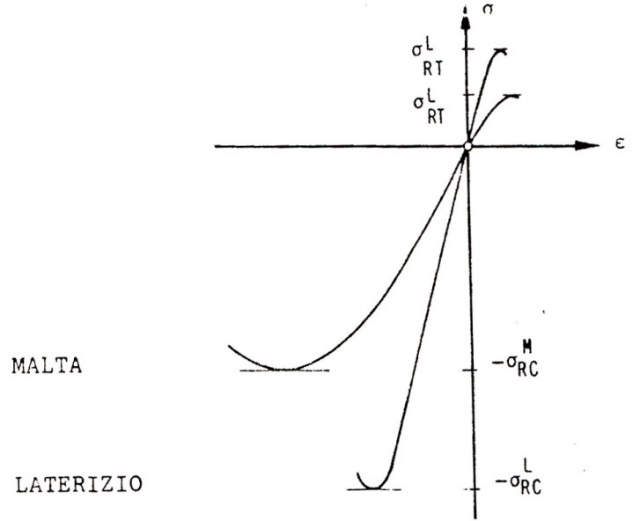 σ
σ^L_RT
σ^L_RT
ε
MALTA
-σ^M_RC
LATERIZIO
-σ^L_RC